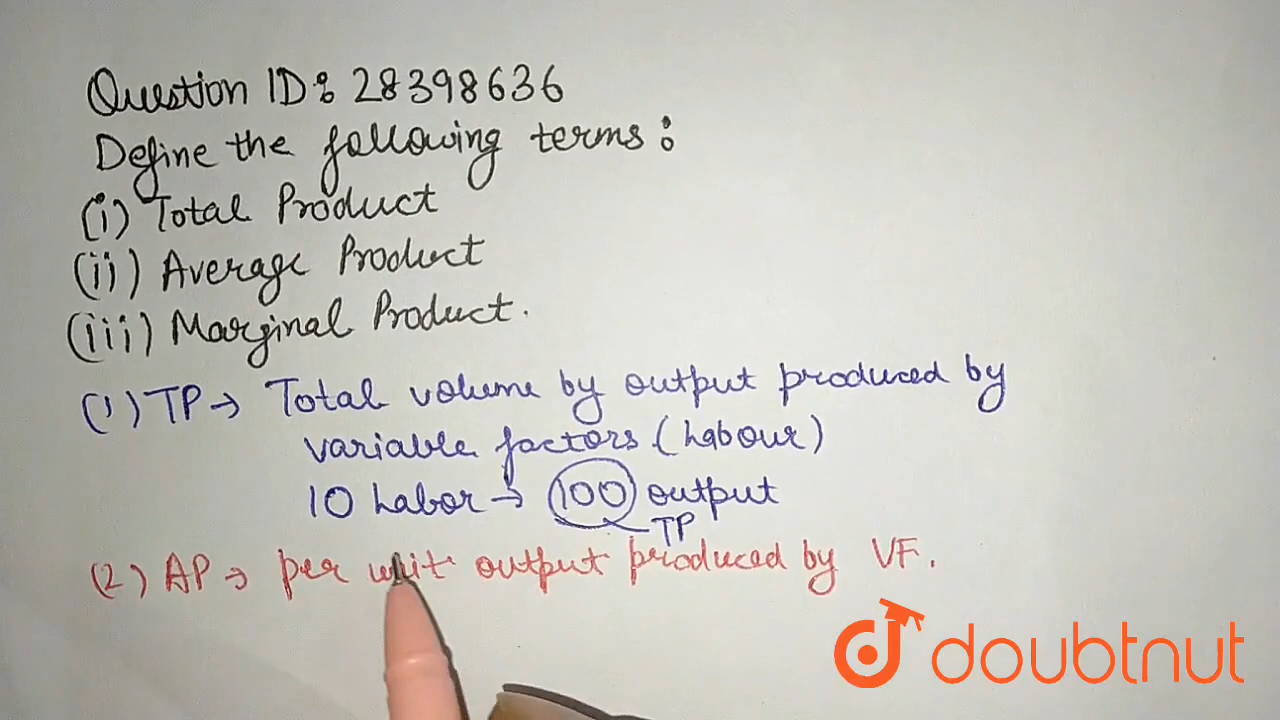 Question ID: 28398636
Define the following terms:
(i) Total Product
(ii) Average Product
(iii) Marginal Product.
(1) TP → Total volume by output produced by
variable factors (Labour)
10 Labor → 100 output
TP
(2) AP → per unit output produced by VF.
doubtnut